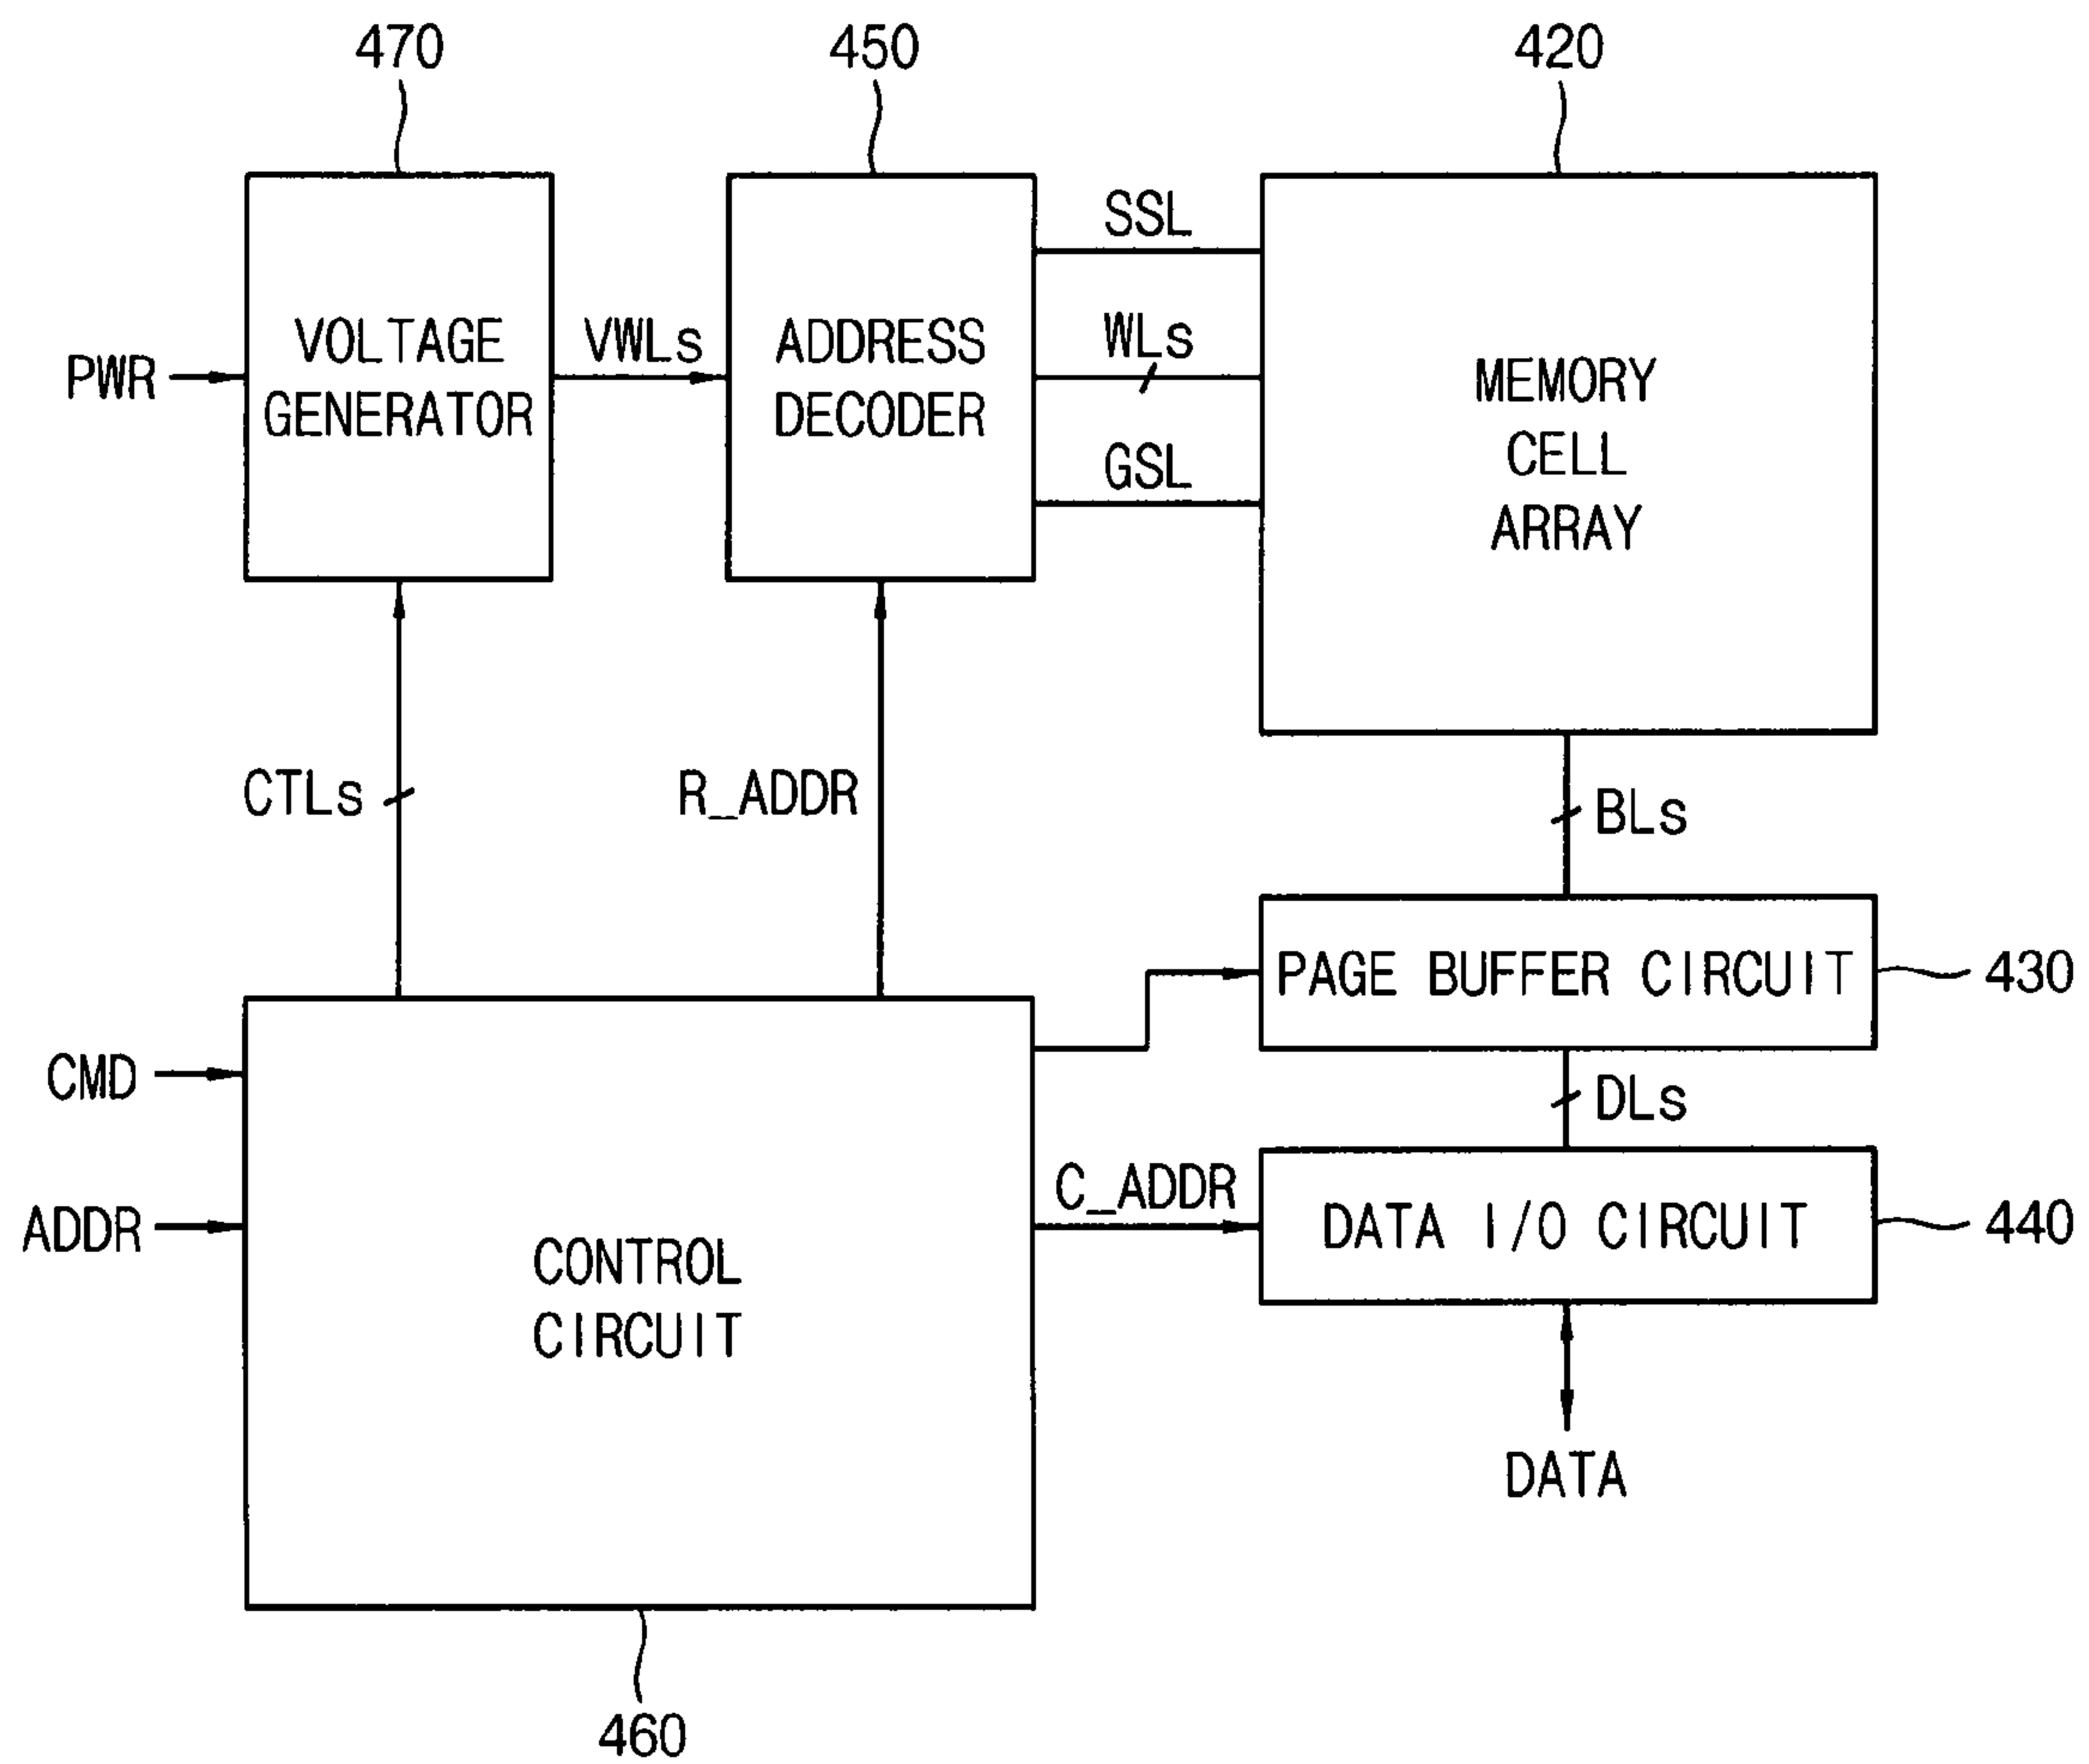 470
450
420
SSL
VOLTAGE
GENERATOR
VWLs
ADDRESS
DECODER
WLs
PWR
MEMORY
CELL
ARRAY
GSL
CTLs
R_ADDR
BLs
PAGE BUFFER CIRCUIT
430
CMD
DLs
C_ADDR
ADDR
DATA I/O CIRCUIT
440
CONTROL
CIRCUIT
DATA
460